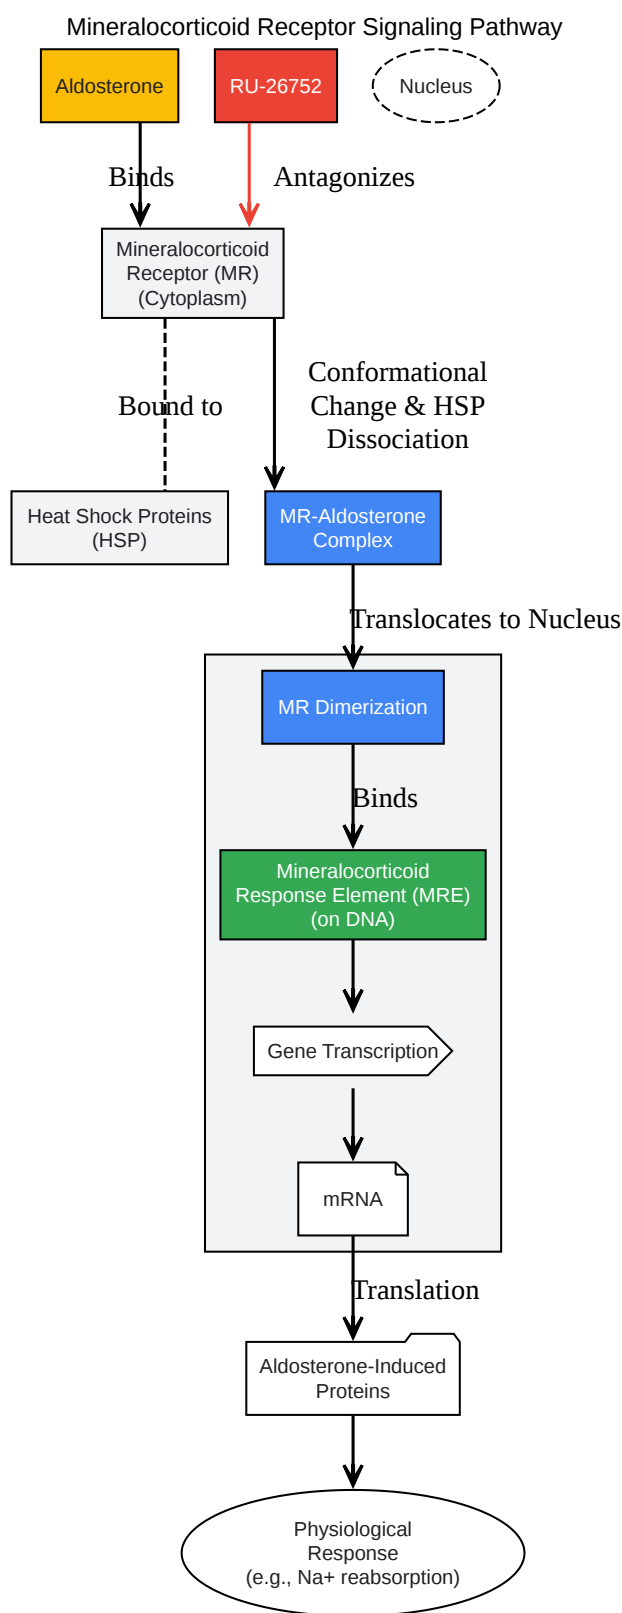 Mineralocorticoid Receptor Signaling Pathway
Aldosterone
RU-26752
Nucleus
Binds
Antagonizes
Mineralocorticoid
Receptor (MR)
(Cytoplasm)
Bound to
Conformational
Change & HSP
Dissociation
Heat Shock Proteins
(HSP)
MR-Aldosterone
Complex
Translocates to Nucleus
MR Dimerization
Binds
Mineralocorticoid
Response Element (MRE)
(on DNA)
Gene Transcription
mRNA
Translation
Aldosterone-Induced
Proteins
Physiological
Response
(e.g., Na+ reabsorption)